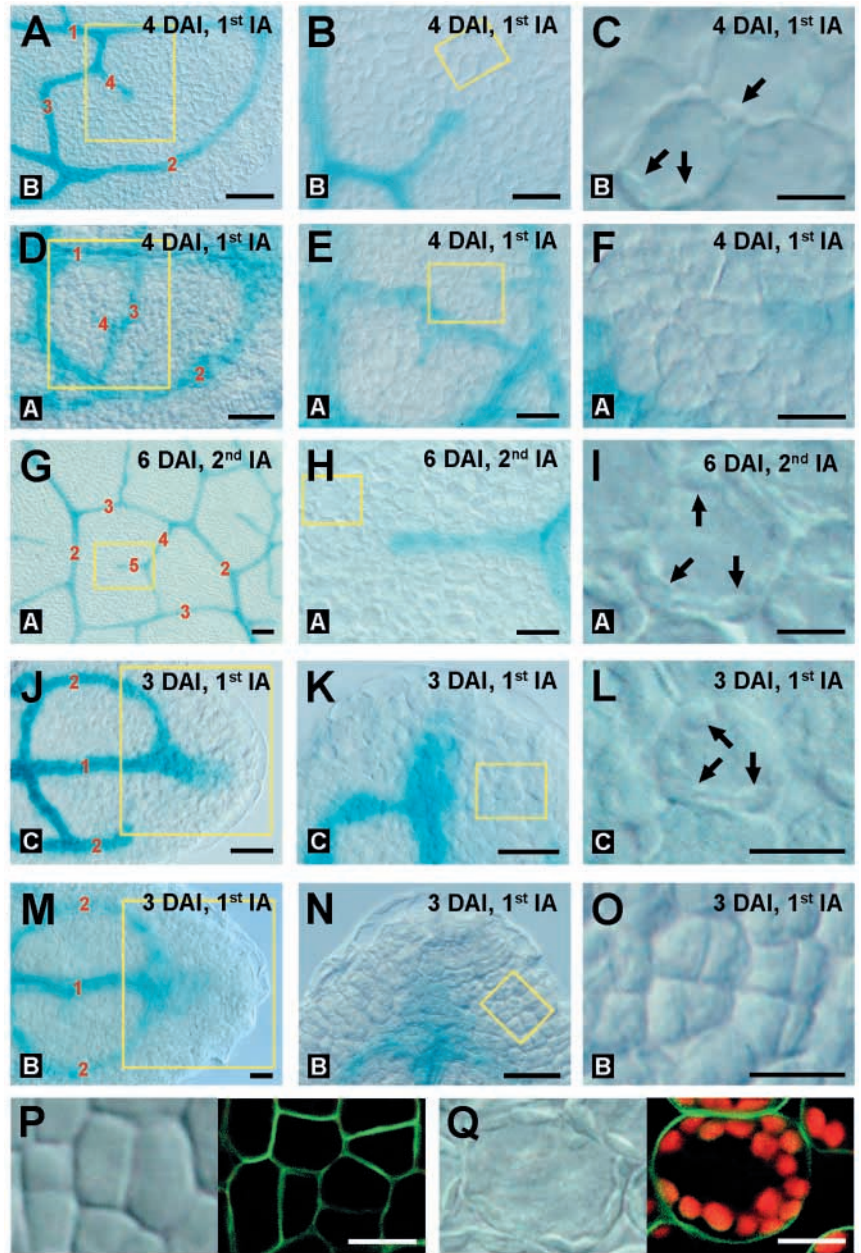 A 4 DAI, 1st IA
1
4
3
2
B
B 4 DAI, 1st IA
B
C 4 DAI, 1st IA
B
D 4 DAI, 1st IA
1
3
4
2
A
E 4 DAI, 1st IA
A
F 4 DAI, 1st IA
A
G 6 DAI, 2nd IA
3
4
2
5
2
3
A
H 6 DAI, 2nd IA
A
I 6 DAI, 2nd IA
A
J 3 DAI, 1st IA
2
1
2
C
K 3 DAI, 1st IA
C
L 3 DAI, 1st IA
C
M 3 DAI, 1st IA
2
1
2
B
N 3 DAI, 1st IA
B
O 3 DAI, 1st IA
B
P
Q